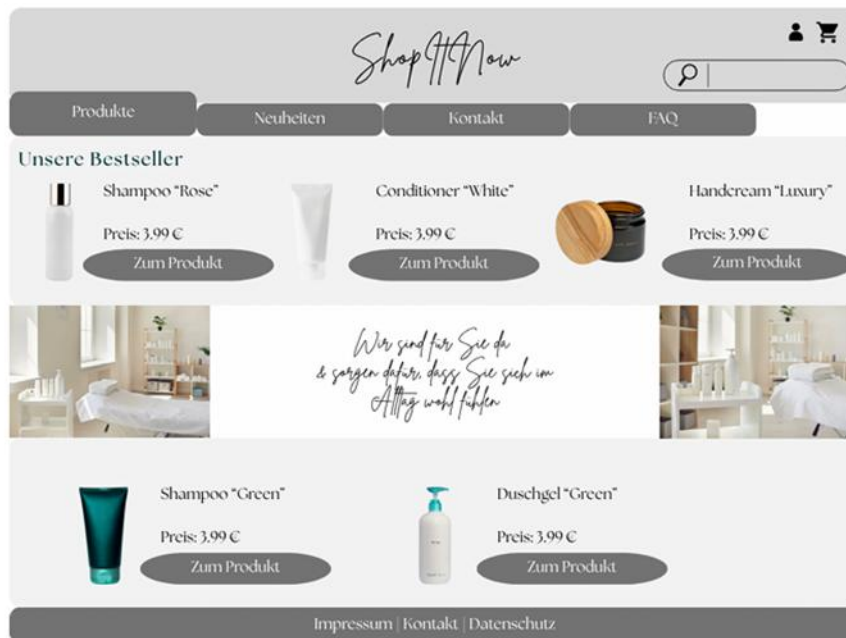 ShopItNow
Produkte
Neuheiten
Kontakt
FAQ
Unsere Bestseller
Shampoo “Rose”
Preis: 3.99 €
Zum Produkt
Conditioner “White”
Preis: 3.99 €
Zum Produkt
Handcream “Luxury”
Preis: 3.99 €
Zum Produkt
Wir sind für Sie da
& sorgen dafür, dass Sie sich im
Alltag wohl fühlen
Shampoo “Green”
Preis: 3.99 €
Zum Produkt
Duschgel “Green”
Preis: 3.99 €
Zum Produkt
Impressum | Kontakt | Datenschutz